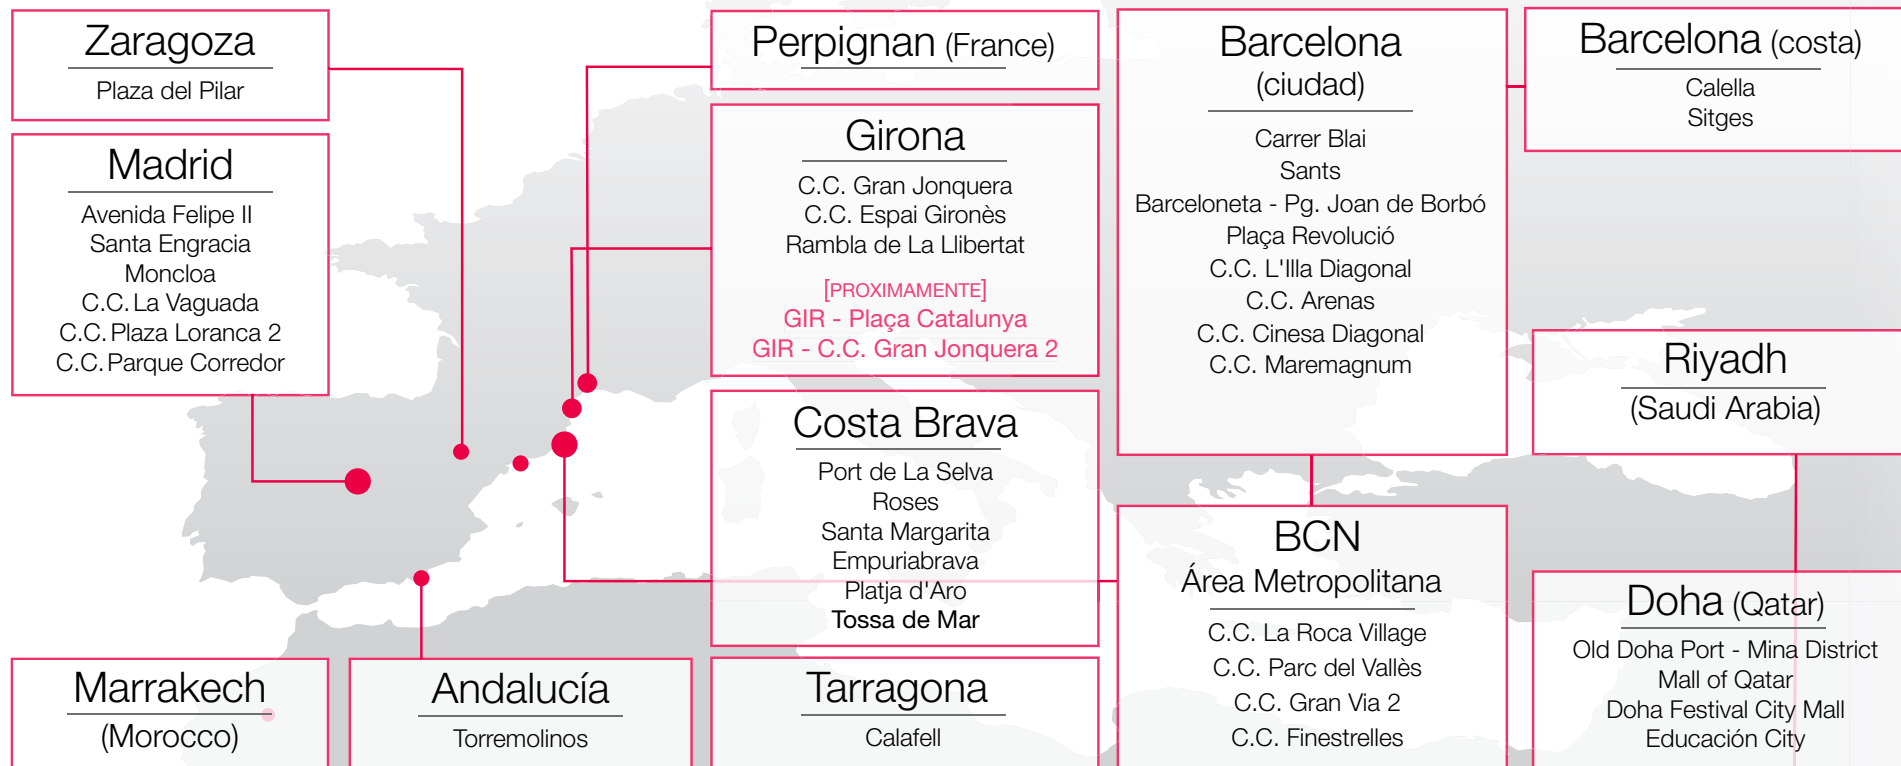 Zaragoza
Plaza del Pilar
Madrid
Avenida Felipe II
Santa Engracia
Moncloa
C.C. La Vaguada
C.C. Plaza Loranca 2
C.C. Parque Corredor
Marrakech
(Morocco)
Andalucía
Torremolinos
Perpignan (France)
Girona
C.C. Gran Jonquera
C.C. Espai Gironès
Rambla de La Llibertat
[PROXIMAMENTE]
GIR - Plaça Catalunya
GIR - C.C. Gran Jonquera 2
Costa Brava
Port de La Selva
Roses
Santa Margarita
Empuriabrava
Platja d'Aro
Tossa de Mar
Tarragona
Calafell
Barcelona
(ciudad)
Carrer Blai
Sants
Barceloneta - Pg. Joan de Borbó
Plaça Revolució
C.C. L'Illa Diagonal
C.C. Arenas
C.C. Cinesa Diagonal
C.C. Maremagnum
BCN
Área Metropolitana
C.C. La Roca Village
C.C. Parc del Vallès
C.C. Gran Via 2
C.C. Finestrelles
Barcelona (costa)
Calella
Sitges
Riyadh
(Saudi Arabia)
Doha (Qatar)
Old Doha Port - Mina District
Mall of Qatar
Doha Festival City Mall
Educación City